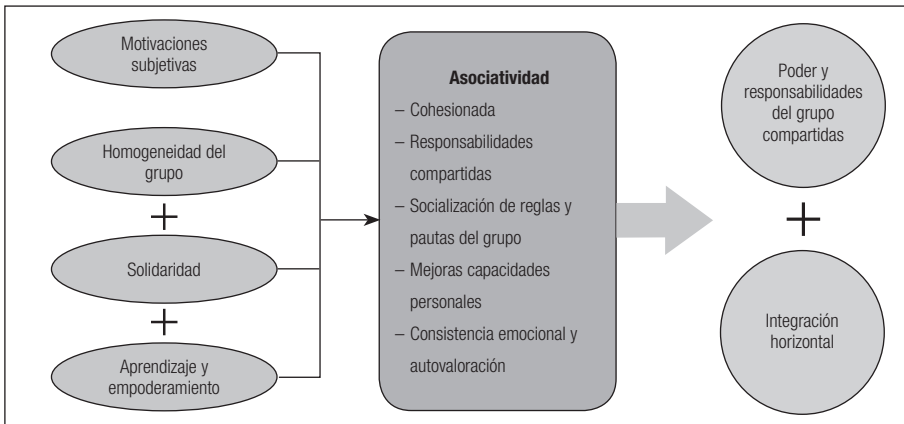 Motivaciones
subjetivas
Homogeneidad del
grupo
+
Solidaridad
+
Aprendizaje y
empoderamiento
Asociatividad
– Cohesionada
– Responsabilidades
compartidas
– Socialización de reglas y
pautas del grupo
– Mejoras capacidades
personales
– Consistencia emocional y
autovaloración
Poder y
responsabilidades
del grupo
compartidas
+
Integración
horizontal